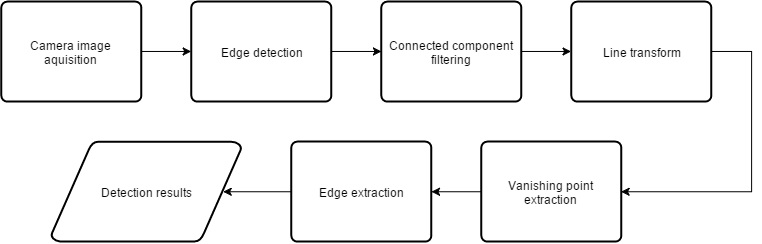 Camera image
aquisition
Edge detection
Connected component
filtering
Line transform
Vanishing point
extraction
Edge extraction
Detection results